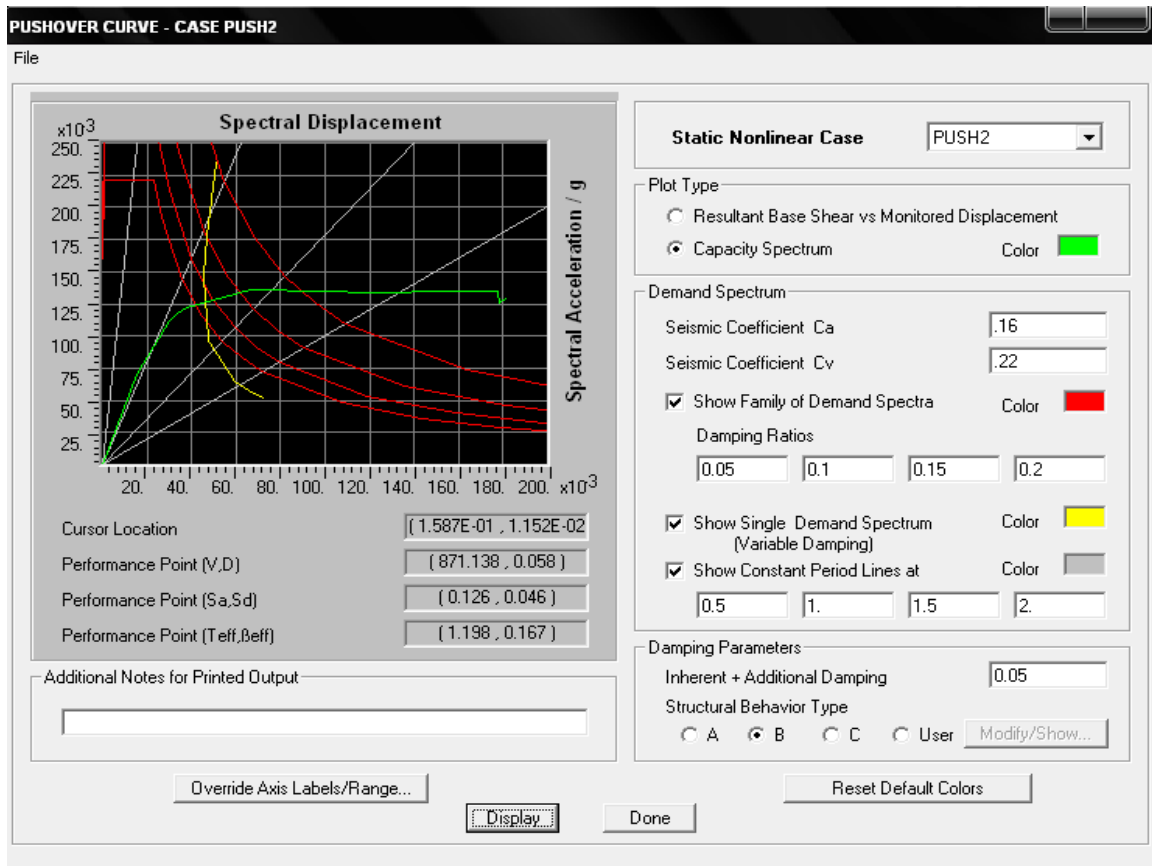 PUSHOVER CURVE - CASE PUSH2
File
Spectral Displacement
x10-3
250.
225.
200.
175.
150.
125.
100.
75.
50.
25.
Spectral Acceleration / g
20. 40. 60. 80. 100. 120. 140. 160. 180. 200. x10-3
Cursor Location (1.587E-01 , 1.152E-02
Performance Point (V,D) ( 871.138 , 0.058 )
Performance Point (Sa,Sd) ( 0.126 , 0.046 )
Performance Point (Teff,ßeff) ( 1.198 , 0.167 )
Additional Notes for Printed Output
Override Axis Labels/Range...
Static Nonlinear Case PUSH2
Plot Type
Resultant Base Shear vs Monitored Displacement
Capacity Spectrum Color
Demand Spectrum
Seismic Coefficient Ca .16
Seismic Coefficient Cv .22
Show Family of Demand Spectra Color
Damping Ratios
0.05 0.1 0.15 0.2
Show Single Demand Spectrum Color
(Variable Damping)
Show Constant Period Lines at Color
0.5 1. 1.5 2.
Damping Parameters
Inherent + Additional Damping 0.05
Structural Behavior Type
A B C User Modify/Show...
Reset Default Colors
Display Done